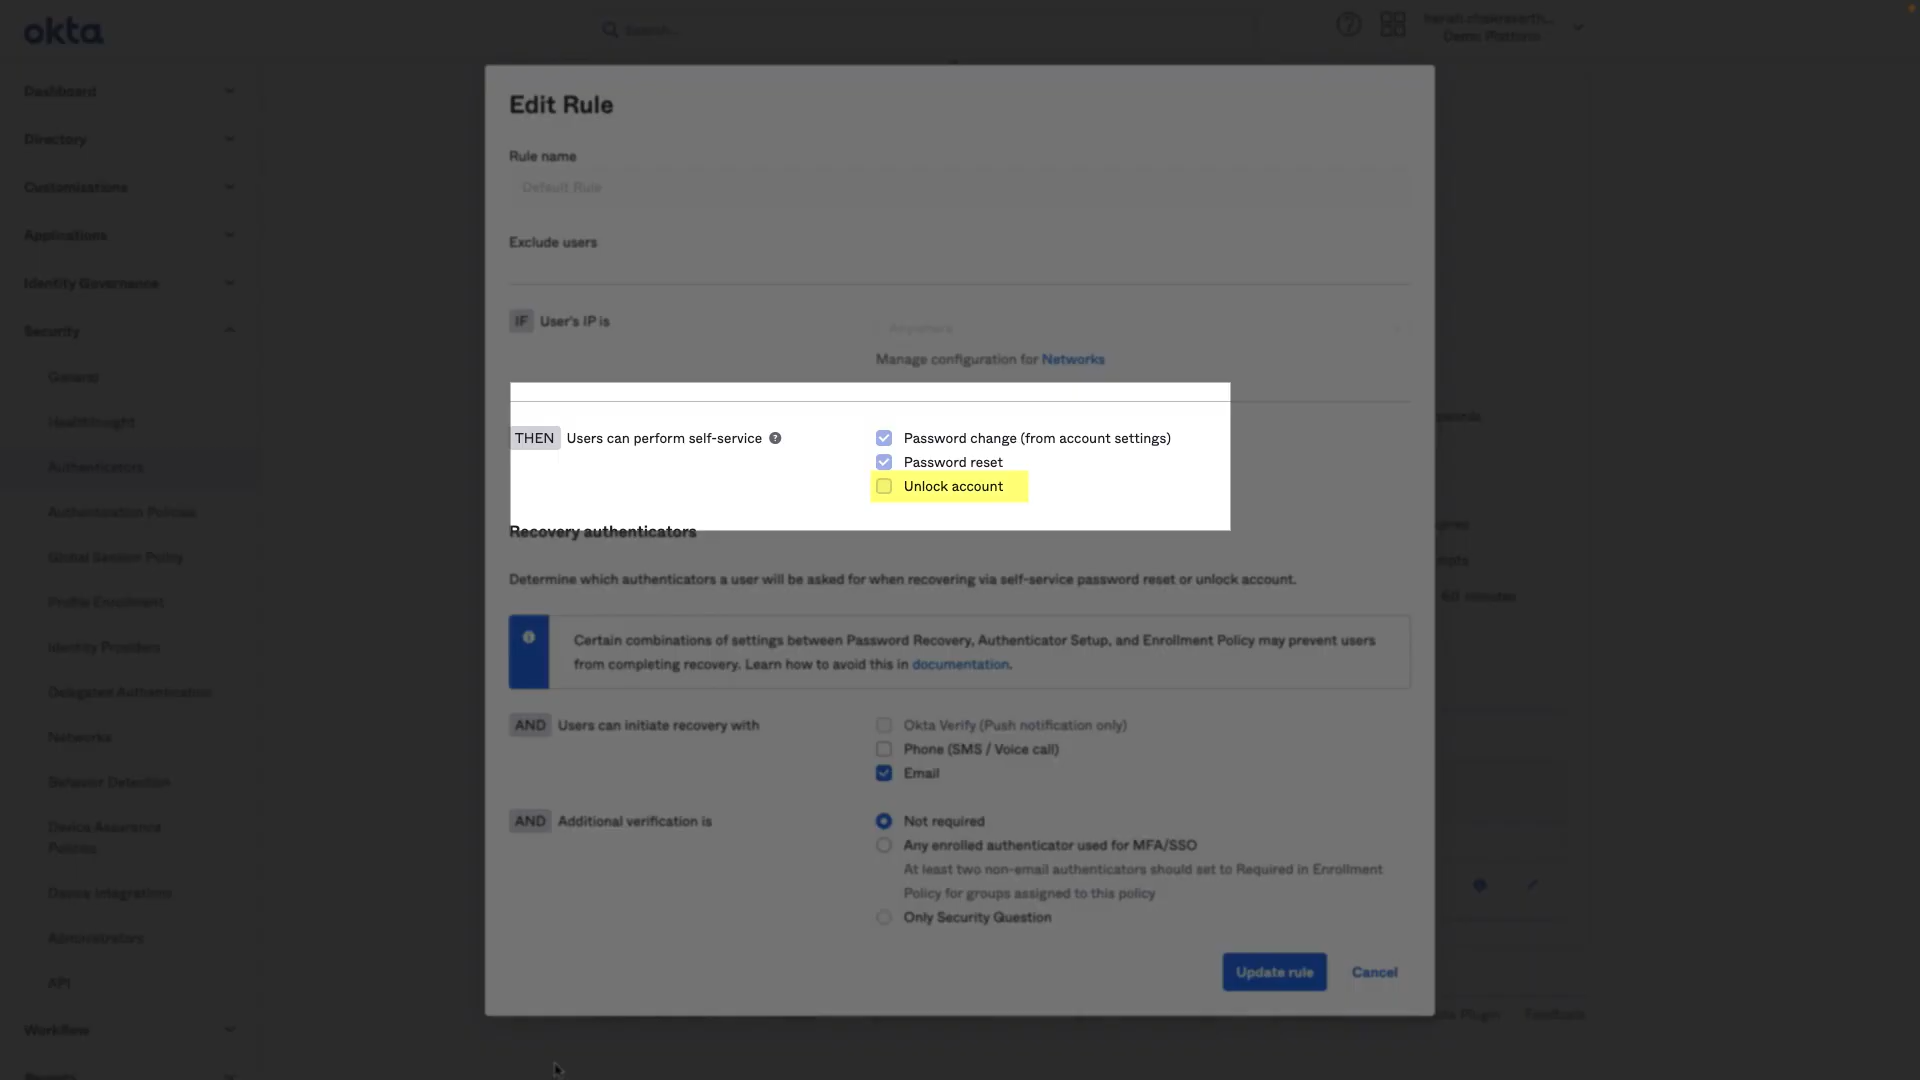 okta
Search...
Demo Platform
Dashboard
Directory
Customizations
Applications
Identity Governance
Security
General
HealthInsight
Authenticators
Authentication Policies
Global Session Policy
Profile Enrollment
Identity Providers
Delegated Authentication
Networks
Behavior Detection
Device Assurance
Policies
Device Integrations
Administrators
API
Workflow
Edit Rule
Rule name
Default Rule
Exclude users
IF User's IP is
Anywhere
Manage configuration for Networks
THEN Users can perform self-service
Password change (from account settings)
Password reset
Unlock account
Recovery authenticators
Determine which authenticators a user will be asked for when recovering via self-service password reset or unlock account.
Certain combinations of settings between Password Recovery, Authenticator Setup, and Enrollment Policy may prevent users
from completing recovery. Learn how to avoid this in documentation.
AND Users can initiate recovery with
Okta Verify (Push notification only)
Phone (SMS / Voice call)
Email
AND Additional verification is
Not required
Any enrolled authenticator used for MFA/SSO
At least two non-email authenticators should set to Required in Enrollment
Policy for groups assigned to this policy
Only Security Question
Update rule
Cancel
60 minutes
Plugin
Feedback